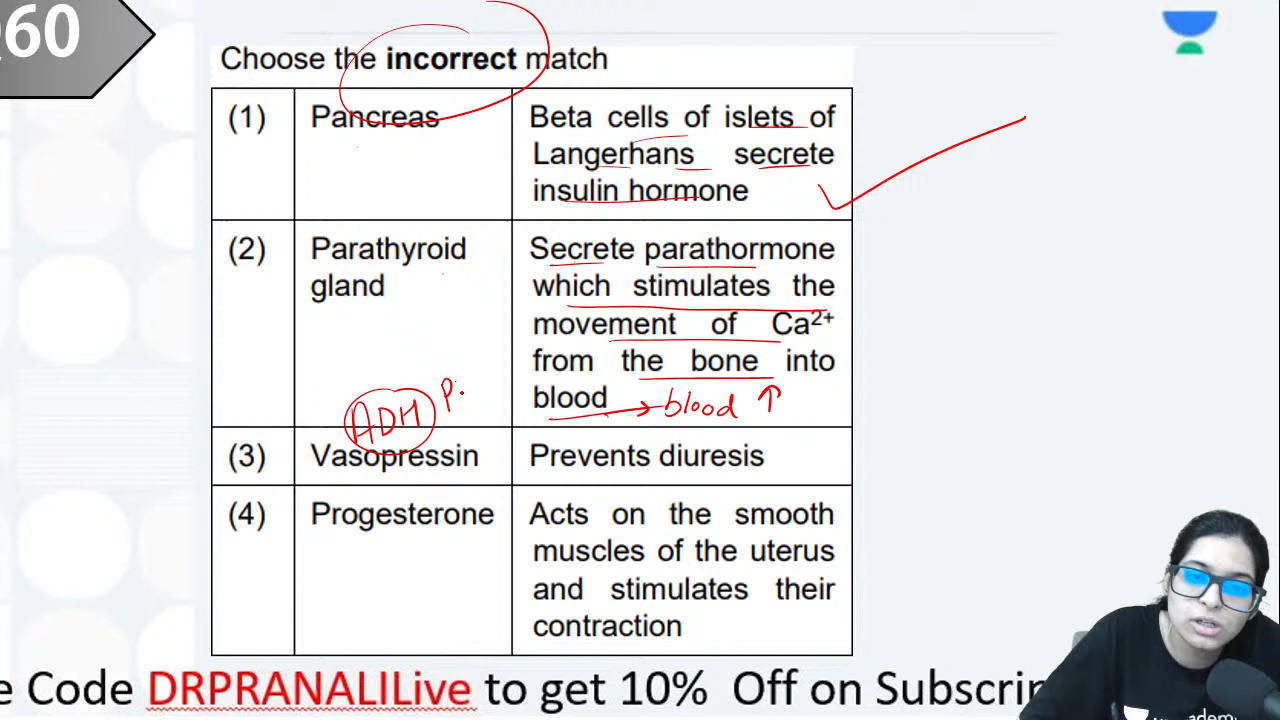 60
Choose the incorrect match
(1) Pancreas Beta cells of islets of
Langerhans secrete
insulin hormone
(2) Parathyroid Secrete parathormone
gland which stimulates the
movement of Ca²⁺
from the bone into
blood → blood ↑
ADH P.
(3) Vasopressin Prevents diuresis
(4) Progesterone Acts on the smooth
muscles of the uterus
and stimulates their
contraction
e Code DRPRANALILive to get 10% Off on Subscri